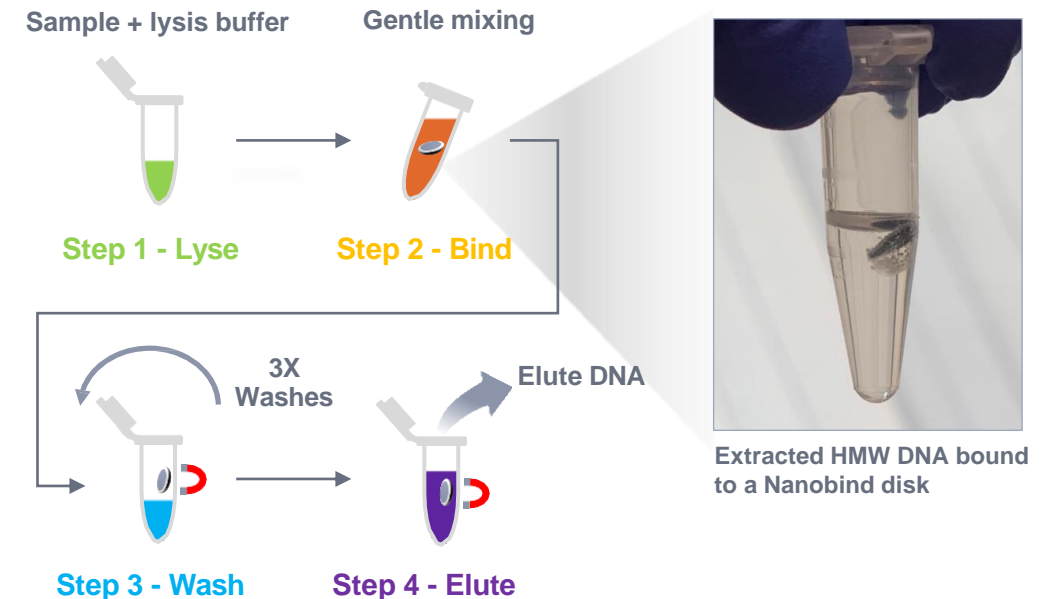 Sample + lysis buffer
Gentle mixing
Step 1 - Lyse
Step 2 - Bind
3X
Washes
Elute DNA
Step 3 - Wash
Step 4 - Elute
Extracted HMW DNA bound
to a Nanobind disk